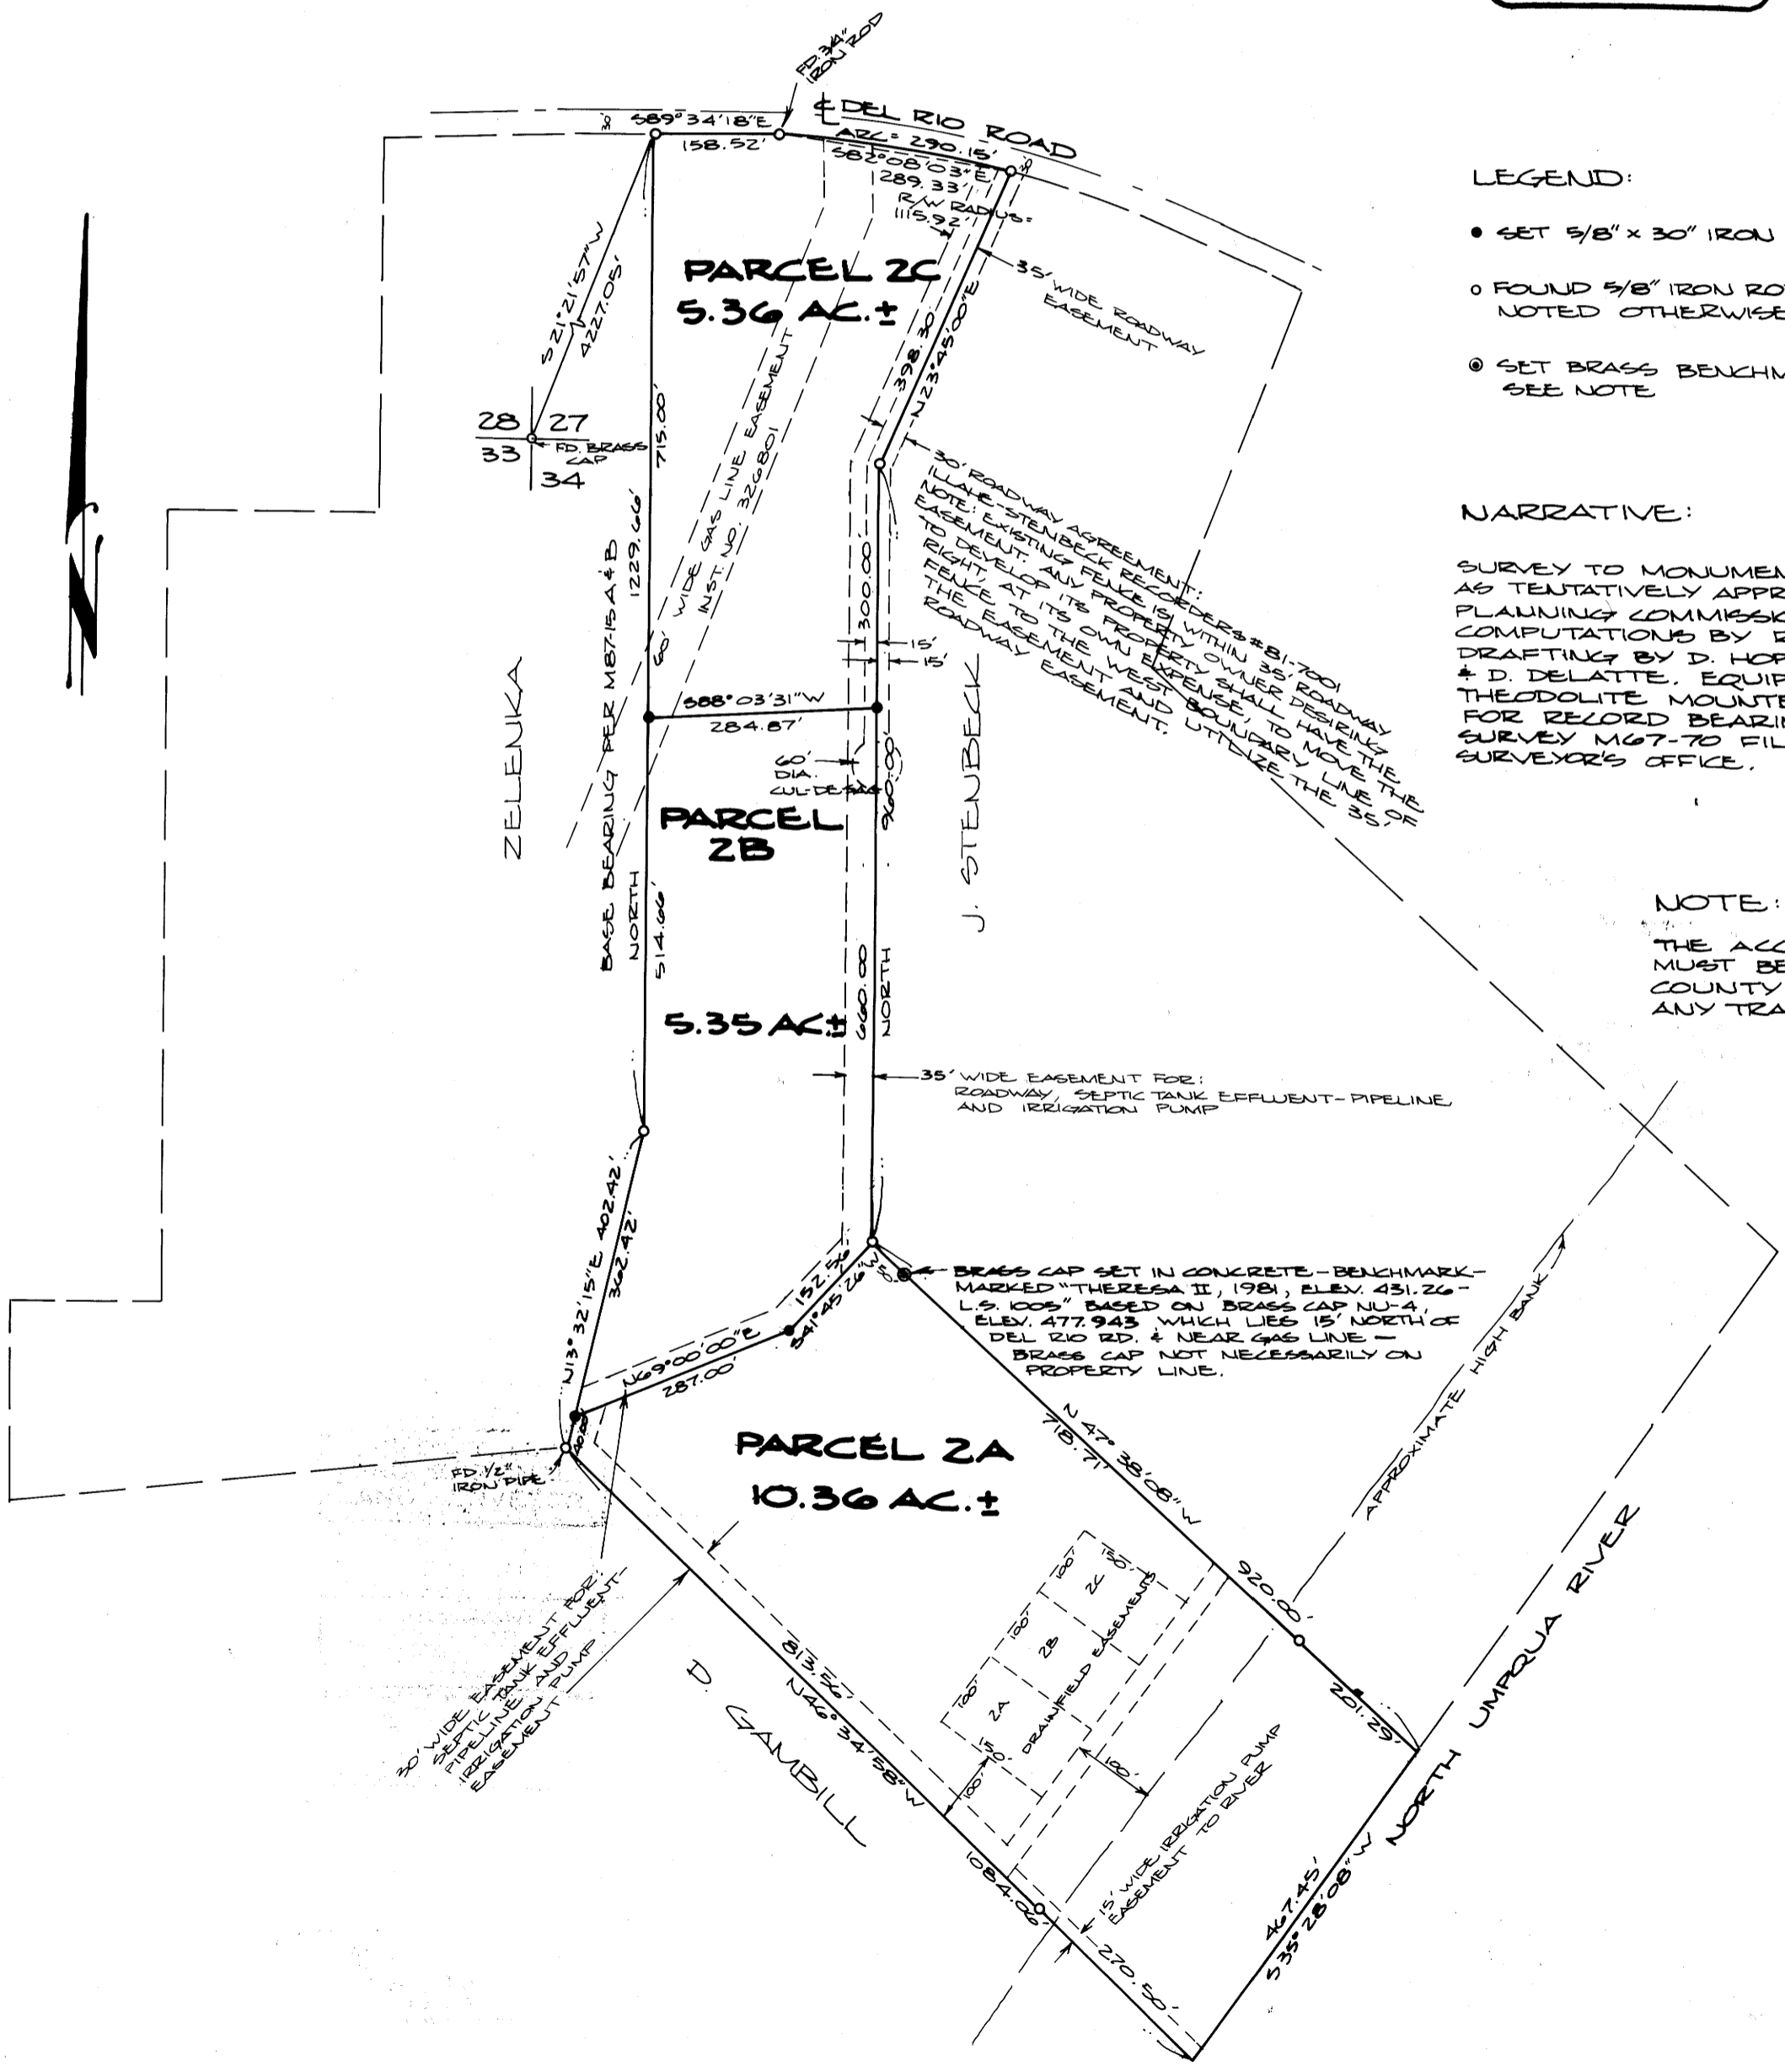 FD. 3/4"
IRON ROD
℄ DEL RIO ROAD
30'
S89°34'18"E
158.52'
ARC = 290.15'
S82°08'03"E
289.33'
R/W RADIUS=
1115.92'
30'
PARCEL 2C
5.36 AC.±
S21°21'57"W
4227.05'
28 27
33 34
FD. BRASS
CAP
715.00'
1229.66'
BASE BEARING PER M87-15 A & B
NORTH
514.66'
60' WIDE GAS LINE EASEMENT
INST. NO. 326801
398.30
N23°45'00"E
35' WIDE ROADWAY
EASEMENT
30' ROADWAY AGREEMENT:
ILLAHE-STENBECK RECORDERS #81-7001
NOTE: EXISTING FENCE IS WITHIN 35' ROADWAY
EASEMENT. ANY PROPERTY OWNER DESIRING
TO DEVELOP ITS PROPERTY SHALL HAVE THE
RIGHT, AT ITS OWN EXPENSE, TO MOVE THE
FENCE TO THE WEST BOUNDARY LINE OF
THE EASEMENT AND UTILIZE THE 35'
ROADWAY EASEMENT.
300.00'
15'
15'
S88°03'31"W
284.87'
60'
DIA.
CUL-DE-SAC
960.00'
ZELENKA
J. STENBECK
PARCEL
2B
5.35 AC.±
660.00
NORTH
35' WIDE EASEMENT FOR:
ROADWAY, SEPTIC TANK EFFLUENT-PIPELINE
AND IRRIGATION PUMP
N13°32'15"E 402.42'
362.42'
40.00'
152.56'
S41°45'26"W
N69°00'00"E
287.00'
50'
BRASS CAP SET IN CONCRETE-BENCHMARK-
MARKED "THERESA II, 1981, ELEV. 431.26-
L.S. 1005" BASED ON BRASS CAP NU-4,
ELEV. 477.943 WHICH LIES 15' NORTH OF
DEL RIO RD. & NEAR GAS LINE –
BRASS CAP NOT NECESSARILY ON
PROPERTY LINE.
FD. 1/2"
IRON PIPE
PARCEL 2A
10.36 AC.±
N 47°38'08"W
718.71'
920.00'
201.29'
APPROXIMATE HIGH BANK
NORTH UMPQUA RIVER
467.45'
S35°28'08"W
30' WIDE EASEMENT FOR:
SEPTIC TANK EFFLUENT-
PIPELINE AND
IRRIGATION PUMP
EASEMENT
813.56'
N46°34'58"W
1084.06'
270.50'
D. GAMBILL
100'
150'
2C
100'
2B
100'
2A
150'
DRAINFIELD EASEMENTS
100'
100'
15' WIDE IRRIGATION PUMP
EASEMENT TO RIVER
LEGEND:
SET 5/8" x 30" IRON
FOUND 5/8" IRON RO
NOTED OTHERWISE
SET BRASS BENCHM
SEE NOTE
NARRATIVE:
SURVEY TO MONUMEN
AS TENTATIVELY APPR
PLANNING COMMISSI
COMPUTATIONS BY R
DRAFTING BY D. HOP
& D. DELATTE. EQUIP
THEODOLITE MOUNTE
FOR RECORD BEARIN
SURVEY M67-70 FIL
SURVEYOR'S OFFICE.
NOTE:
THE ACC
MUST BE
COUNTY
ANY TRA